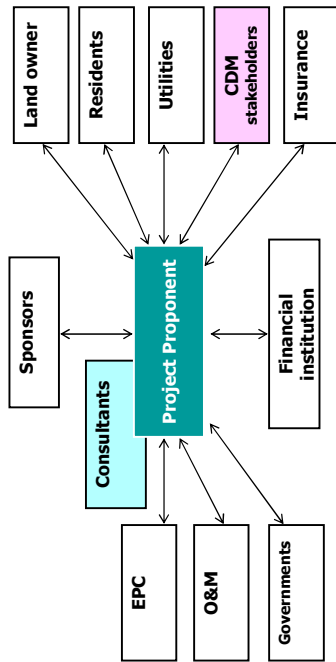 Sponsors
Consultants
Project Proponent
EPC
O&M
Governments
Land owner
Residents
Utilities
CDM
stakeholders
Insurance
Financial
institution